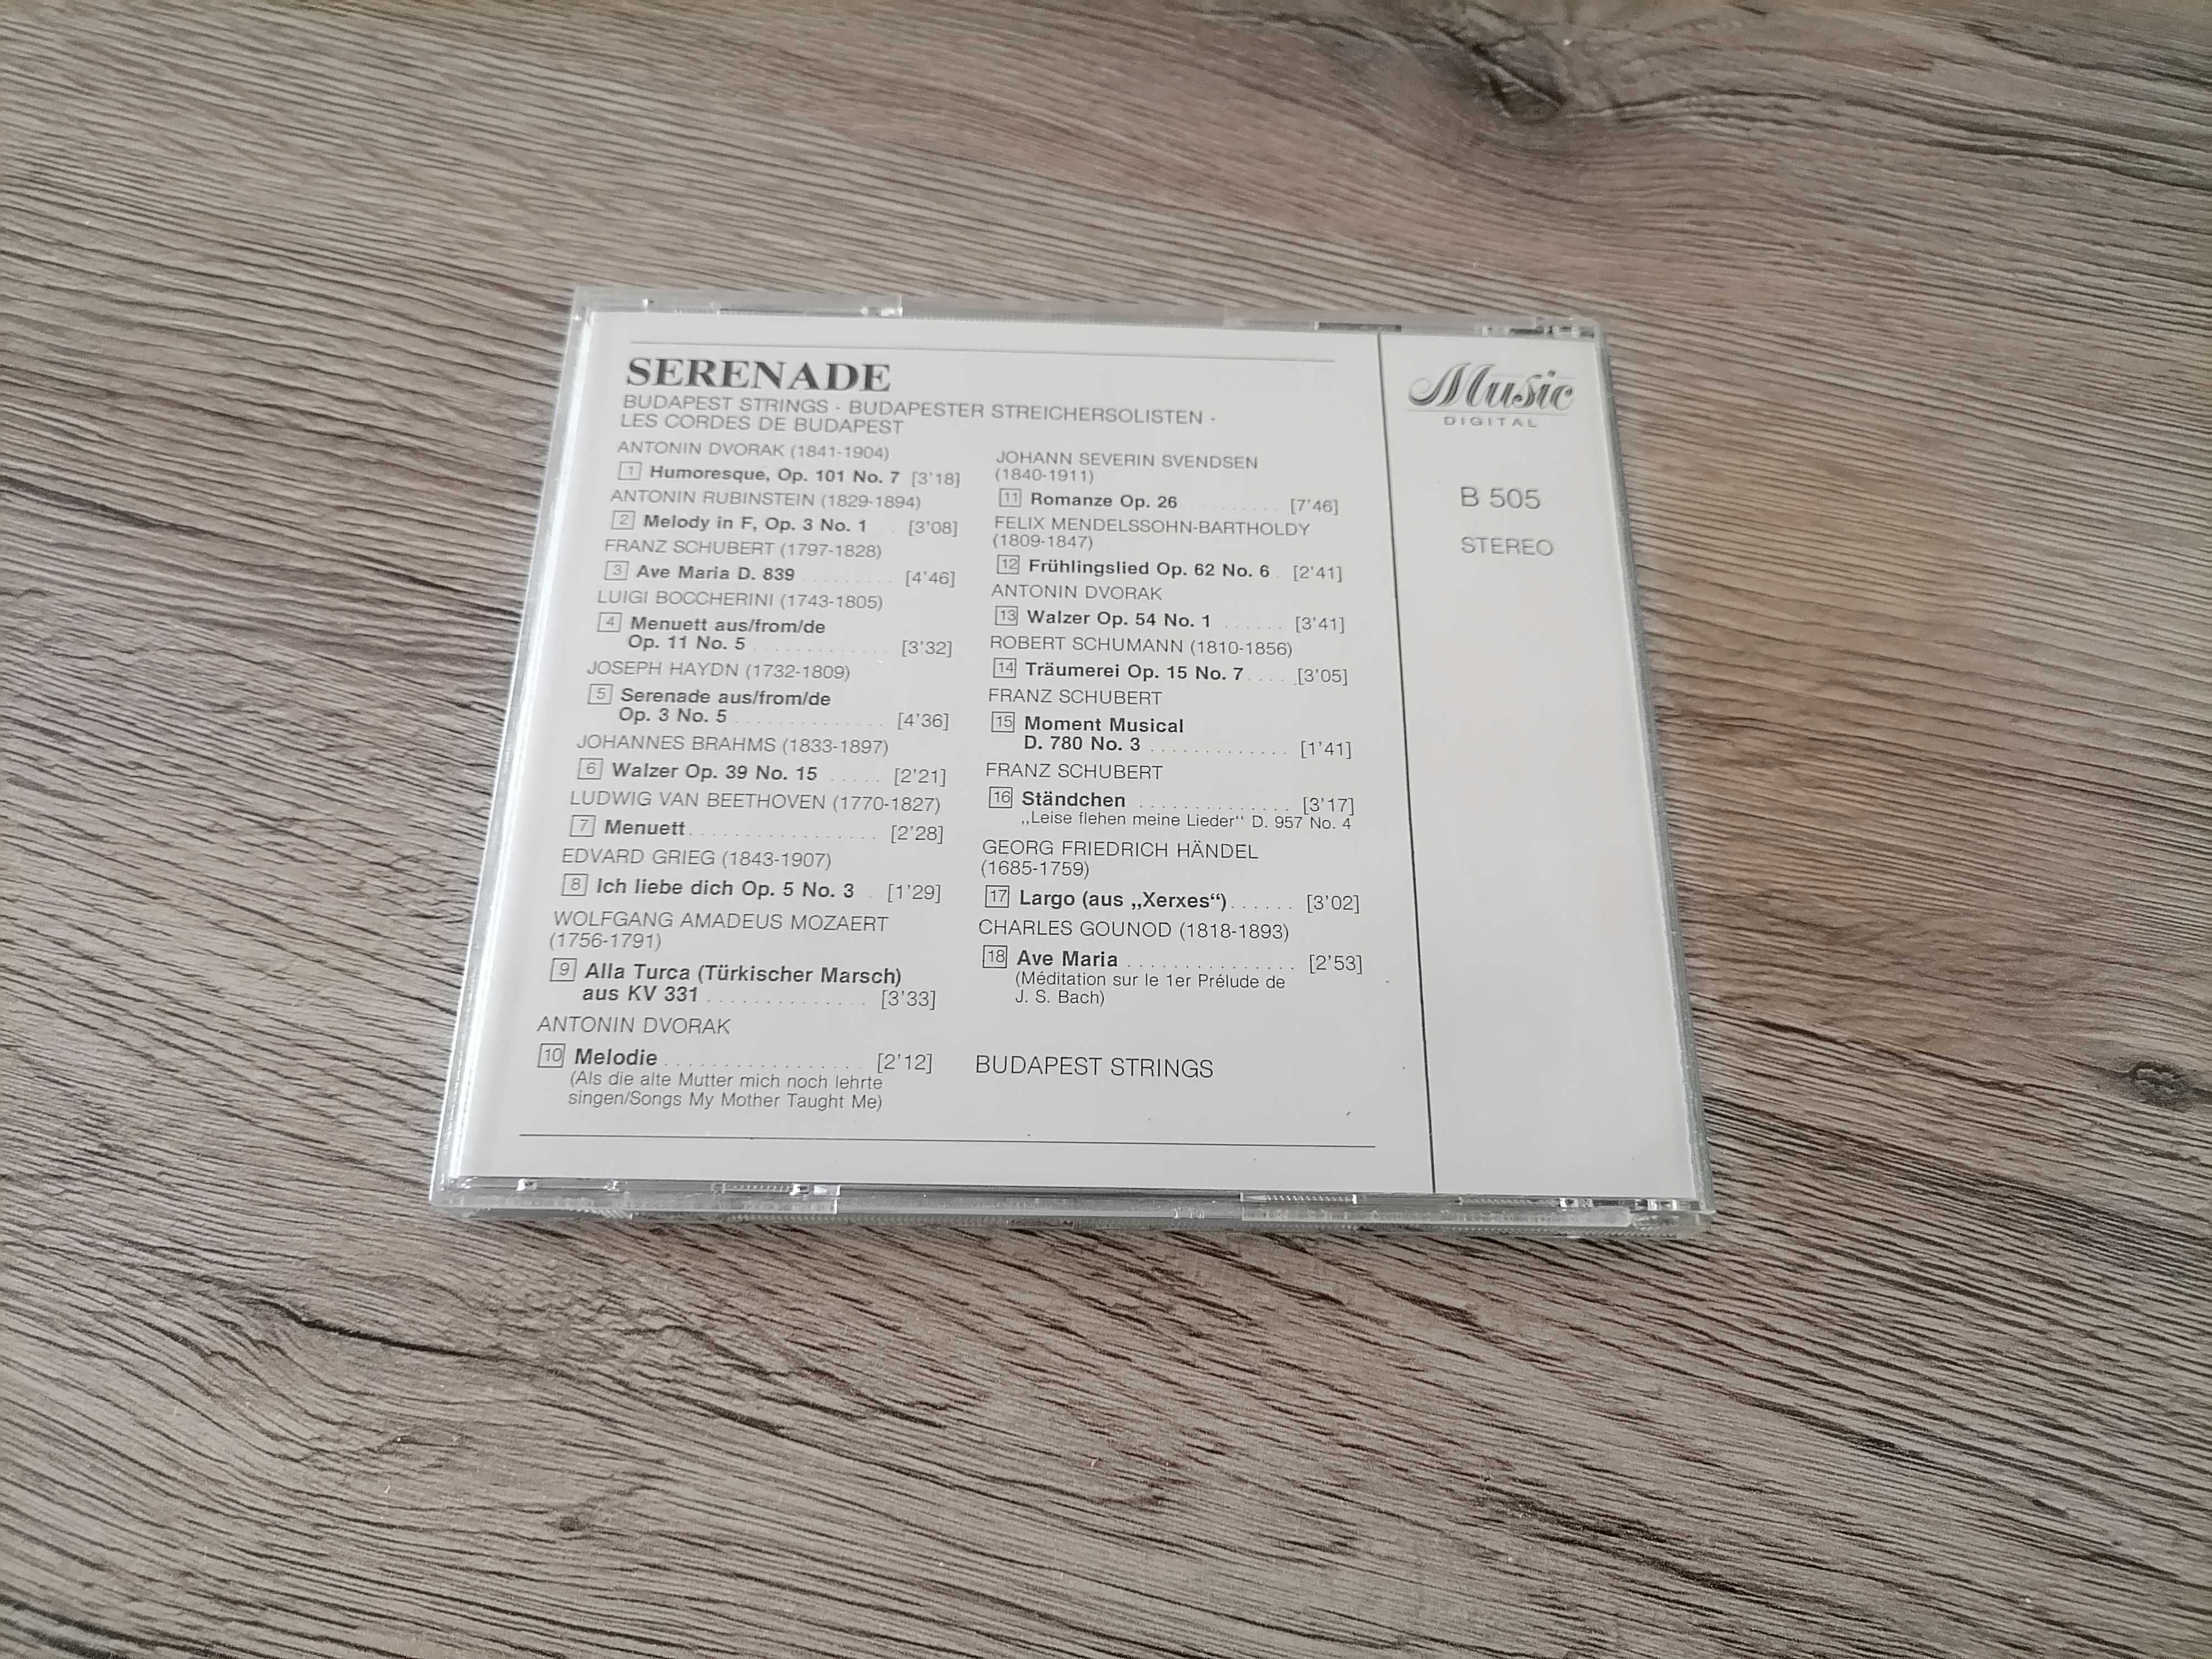 SERENADE
BUDAPEST STRINGS - BUDAPESTER STREICHERSOLISTEN -
LES CORDES DE BUDAPEST
ANTONIN DVORAK (1841-1904)
1 Humoresque, Op. 101 No. 7 [3'18]
ANTONIN RUBINSTEIN (1829-1894)
2 Melody in F, Op. 3 No. 1 .. [3'08]
FRANZ SCHUBERT (1797-1828)
3 Ave Maria D. 839 ......... [4'46]
LUIGI BOCCHERINI (1743-1805)
4 Menuett aus/from/de
Op. 11 No. 5 ............. [3'32]
JOSEPH HAYDN (1732-1809)
5 Serenade aus/from/de
Op. 3 No. 5 .............. [4'36]
JOHANNES BRAHMS (1833-1897)
6 Walzer Op. 39 No. 15 ..... [2'21]
LUDWIG VAN BEETHOVEN (1770-1827)
7 Menuett................. [2'28]
EDVARD GRIEG (1843-1907)
8 Ich liebe dich Op. 5 No. 3 . [1'29]
WOLFGANG AMADEUS MOZAERT
(1756-1791)
9 Alla Turca (Türkischer Marsch)
aus KV 331 .............. [3'33]
ANTONIN DVORAK
10 Melodie ................. [2'12]
(Als die alte Mutter mich noch lehrte
singen/Songs My Mother Taught Me)
JOHANN SEVERIN SVENDSEN
(1840-1911)
11 Romanze Op. 26 ......... [7'46]
FELIX MENDELSSOHN-BARTHOLDY
(1809-1847)
12 Frühlingslied Op. 62 No. 6 . [2'41]
ANTONIN DVORAK
13 Walzer Op. 54 No. 1 ...... [3'41]
ROBERT SCHUMANN (1810-1856)
14 Träumerei Op. 15 No. 7..... [3'05]
FRANZ SCHUBERT
15 Moment Musical
D. 780 No. 3 ............. [1'41]
FRANZ SCHUBERT
16 Ständchen .............. [3'17]
„Leise flehen meine Lieder“ D. 957 No. 4
GEORG FRIEDRICH HÄNDEL
(1685-1759)
17 Largo (aus „Xerxes“)...... [3'02]
CHARLES GOUNOD (1818-1893)
18 Ave Maria ............... [2'53]
(Méditation sur le 1er Prélude de
J. S. Bach)
BUDAPEST STRINGS
Music
DIGITAL
B 505
STEREO